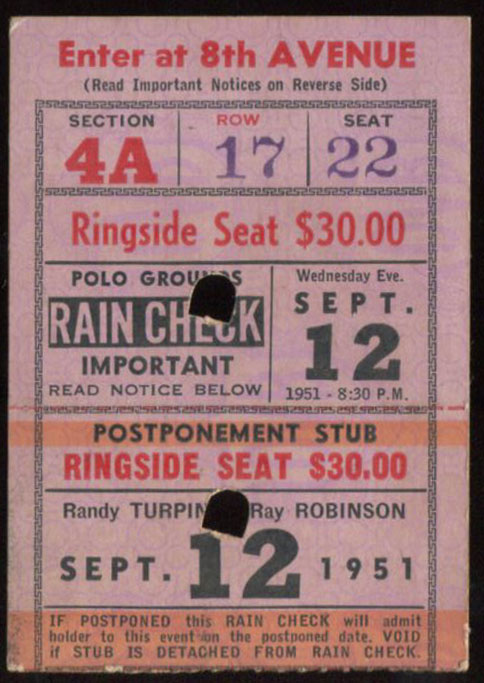 Enter at 8th AVENUE
(Read Important Notices on Reverse Side)
SECTION ROW SEAT
4A 17 22
Ringside Seat $30.00
POLO GROUNDS
RAIN CHECK
IMPORTANT
READ NOTICE BELOW
Wednesday Eve.
SEPT.
12
1951 - 8:30 P.M.
POSTPONEMENT STUB
RINGSIDE SEAT $30.00
Randy TURPIN Ray ROBINSON
SEPT. 12 1951
IF POSTPONED this RAIN CHECK will admit
holder to this event on the postponed date. VOID
if STUB IS DETACHED FROM RAIN CHECK.